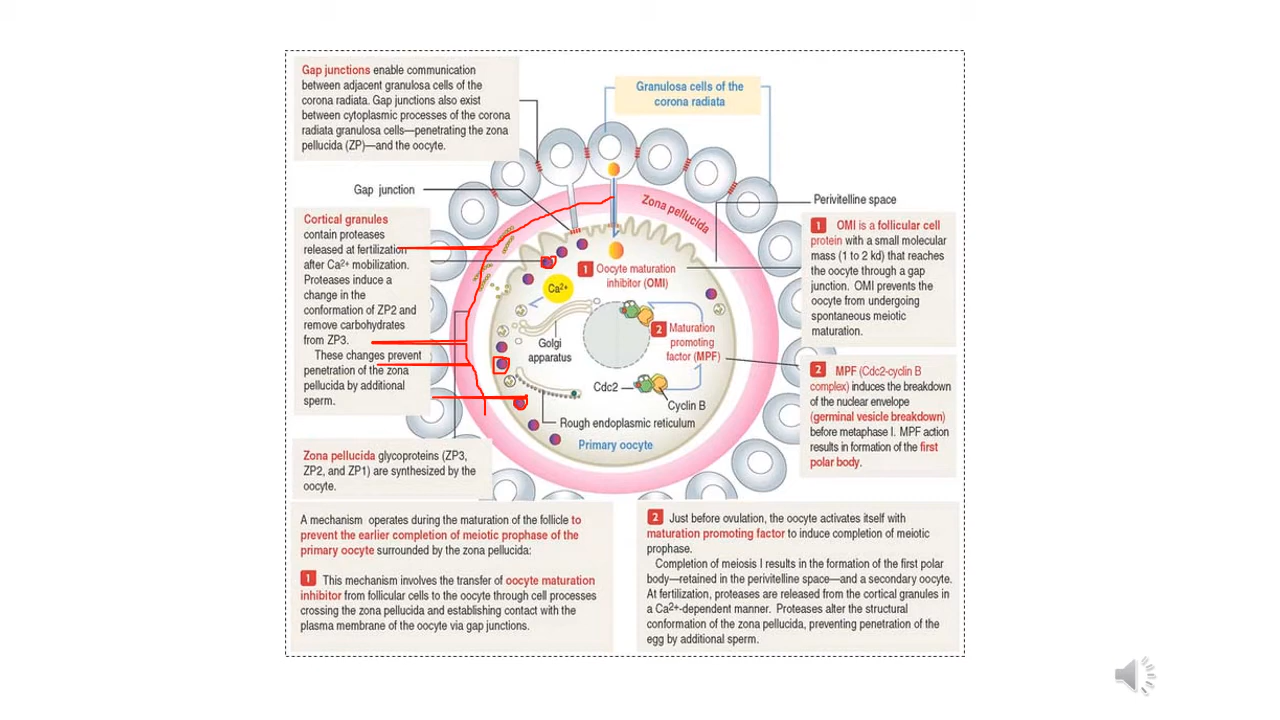 Gap junctions enable communication
between adjacent granulosa cells of the
corona radiata. Gap junctions also exist
between cytoplasmic processes of the corona
radiata granulosa cells—penetrating the zona
pellucida (ZP)—and the oocyte.
Granulosa cells of the
corona radiata
Gap junction
Zona pellucida
Perivitelline space
Cortical granules
contain proteases
released at fertilization
after Ca²⁺ mobilization.
Proteases induce a
change in the
conformation of ZP2 and
remove carbohydrates
from ZP3.
These changes prevent
penetration of the zona
pellucida by additional
sperm.
1 Oocyte maturation
inhibitor (OMI)
Ca²⁺
Golgi
apparatus
2 Maturation
promoting
factor (MPF)
Cdc2
Cyclin B
Rough endoplasmic reticulum
Primary oocyte
1 OMI is a follicular cell
protein with a small molecular
mass (1 to 2 kd) that reaches
the oocyte through a gap
junction. OMI prevents the
oocyte from undergoing
spontaneous meiotic
maturation.
2 MPF (Cdc2-cyclin B
complex) induces the breakdown
of the nuclear envelope
(germinal vesicle breakdown)
before metaphase I. MPF action
results in formation of the first
polar body.
Zona pellucida glycoproteins (ZP3,
ZP2, and ZP1) are synthesized by the
oocyte.
A mechanism operates during the maturation of the follicle to
prevent the earlier completion of meiotic prophase of the
primary oocyte surrounded by the zona pellucida:
1 This mechanism involves the transfer of oocyte maturation
inhibitor from follicular cells to the oocyte through cell processes
crossing the zona pellucida and establishing contact with the
plasma membrane of the oocyte via gap junctions.
2 Just before ovulation, the oocyte activates itself with
maturation promoting factor to induce completion of meiotic
prophase.
Completion of meiosis I results in the formation of the first polar
body—retained in the perivitelline space—and a secondary oocyte.
At fertilization, proteases are released from the cortical granules in
a Ca²⁺-dependent manner. Proteases alter the structural
conformation of the zona pellucida, preventing penetration of the
egg by additional sperm.